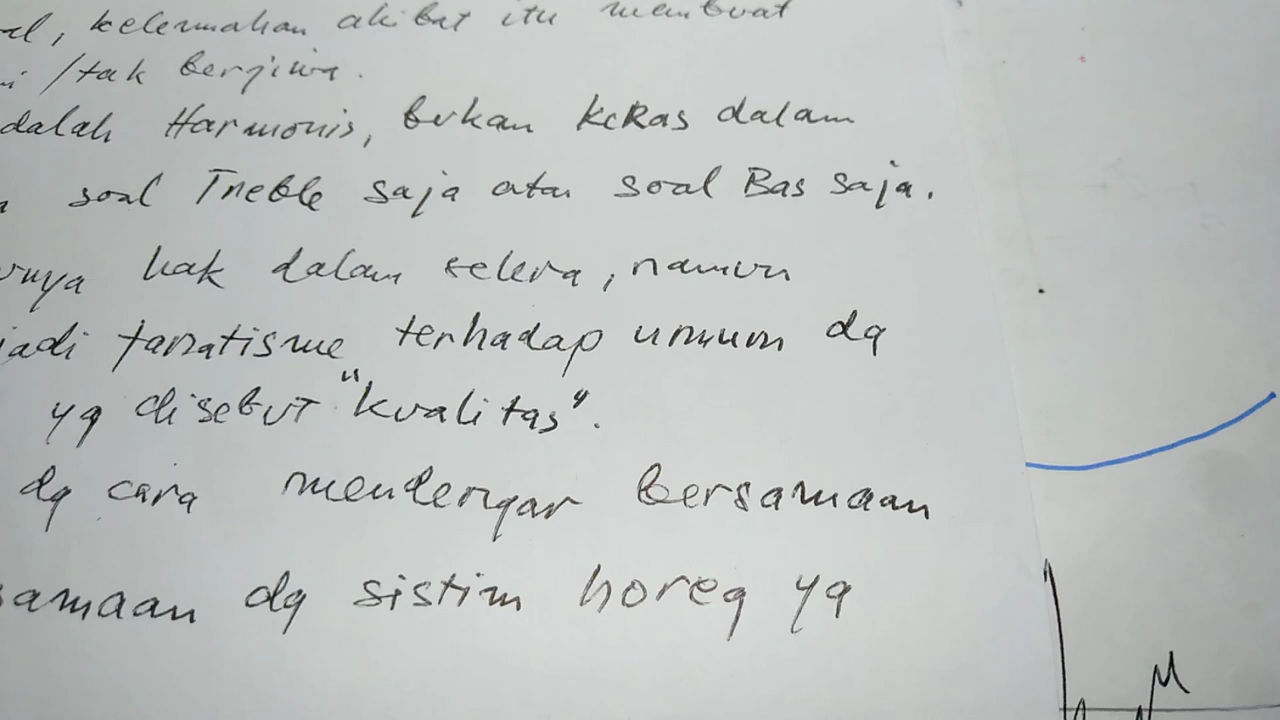 kelemahan akibat itu membuat
/tak berjiwa.
dalah Harmonis, bukan keRas dalam
soal Treble saja atau soal Bas saja.
hak dalam selera, namun
jadi fanatisme terhadap umum dg
yg disebut "kualitas".
dg cara mendengar bersamaan
samaan dg sistim horeg yg